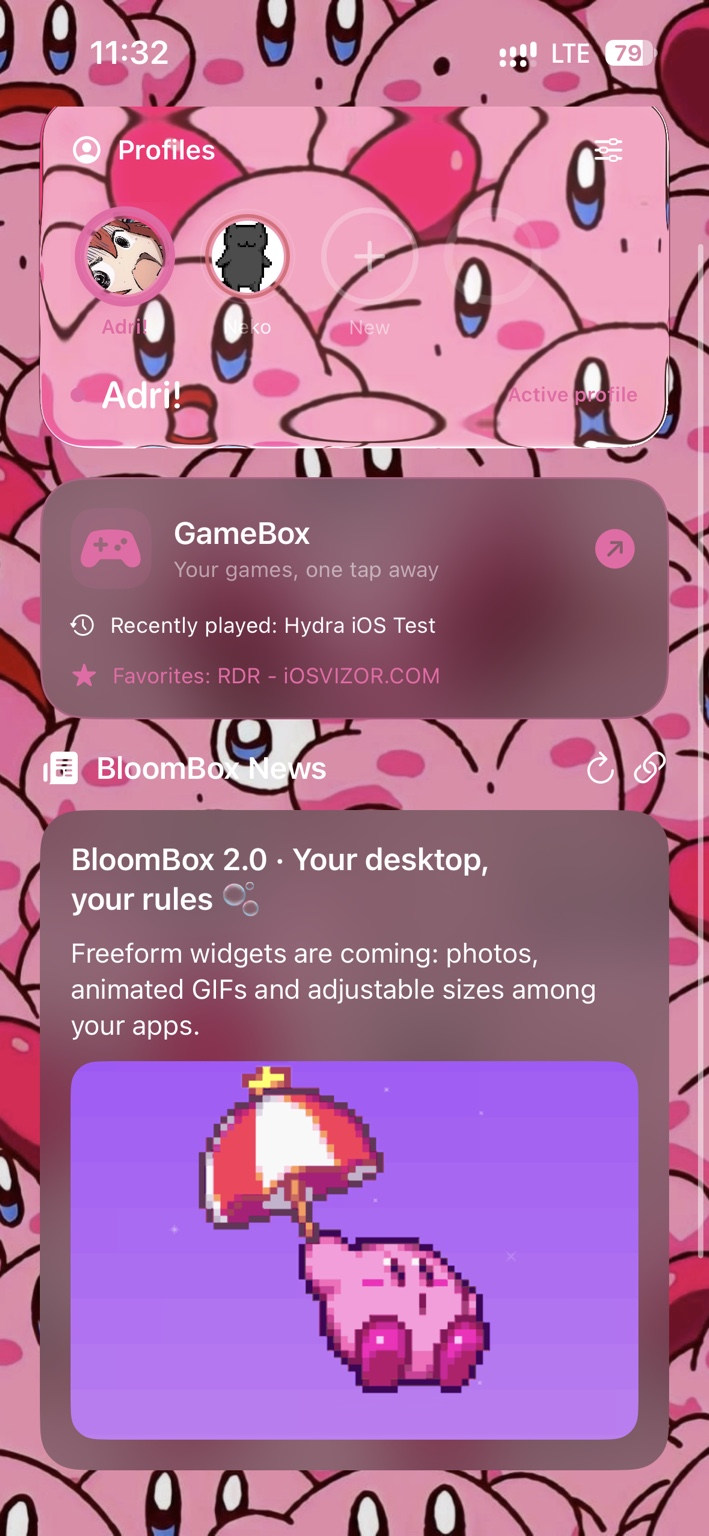 11:32
LTE 79
Profiles
Adri! Neko New
Adri! Active profile
GameBox
Your games, one tap away
Recently played: Hydra iOS Test
Favorites: RDR - iOSVIZOR.COM
BloomBox News
BloomBox 2.0 · Your desktop,
your rules 🫧
Freeform widgets are coming: photos,
animated GIFs and adjustable sizes among
your apps.